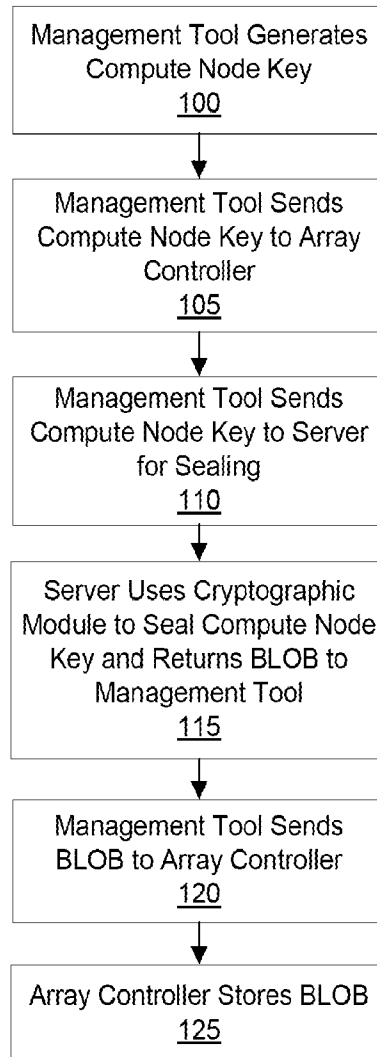 Management Tool Generates
Compute Node Key
100
Management Tool Sends
Compute Node Key to Array
Controller
105
Management Tool Sends
Compute Node Key to Server
for Sealing
110
Server Uses Cryptographic
Module to Seal Compute Node
Key and Returns BLOB to
Management Tool
115
Management Tool Sends
BLOB to Array Controller
120
Array Controller Stores BLOB
125